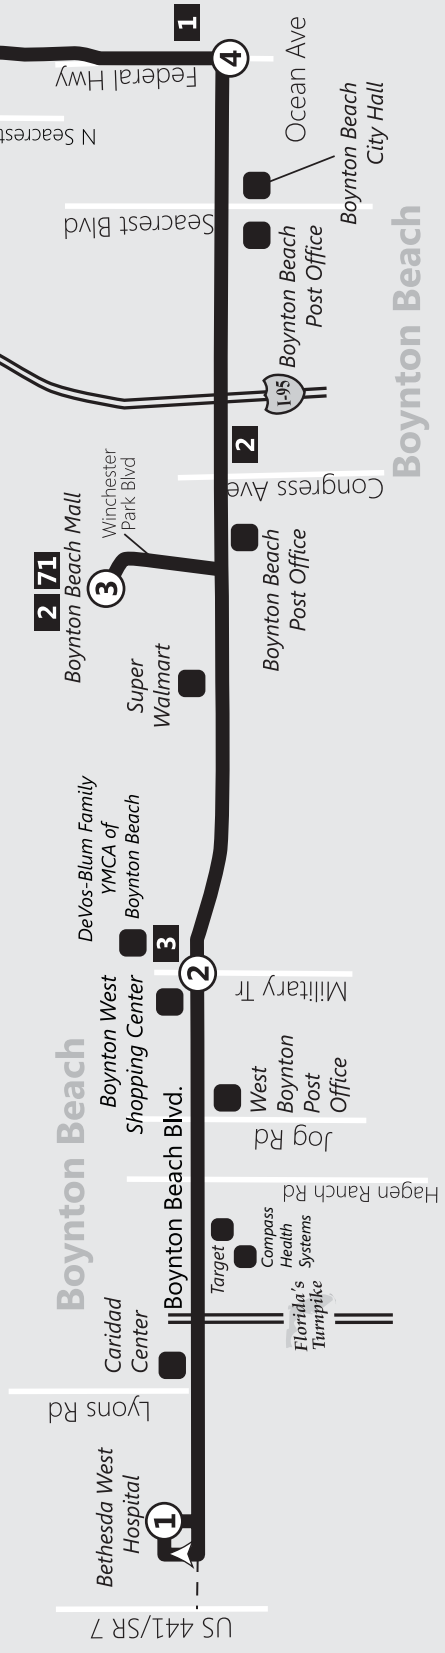 US 441/SR 7
Bethesda West
Hospital
1
Lyons Rd
Caridad
Center
Boynton Beach
Florida's
Turnpike
Boynton Beach Blvd.
Target
Compass
Health
Systems
Hagen Ranch Rd
Jog Rd
West
Boynton
Post
Office
Boynton West
Shopping Center
2
3
Military Tr
DeVos-Blum Family
YMCA of
Boynton Beach
Super
Walmart
2 71
Boynton Beach Mall
3
Winchester
Park Blvd
Boynton Beach
Post Office
Congress Ave
2
I-95
Boynton Beach
Boynton Beach
Post Office
Seacrest Blvd
Boynton Beach
City Hall
N Seacrest
Federal Hwy
1
4
Ocean Ave